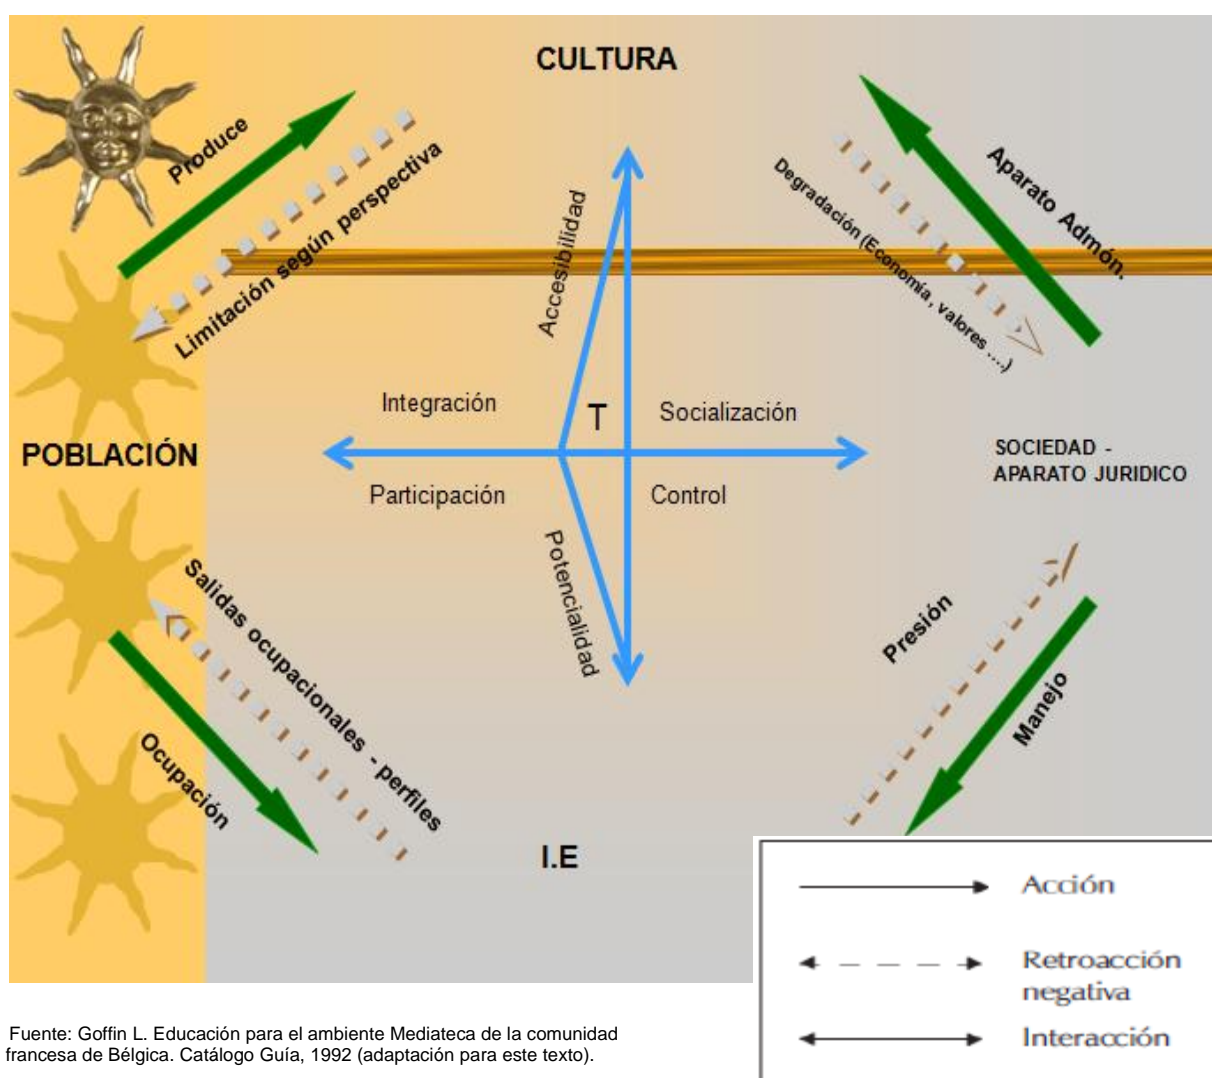 CULTURA
Produce
Limitación según perspectiva
Aparato Admón.
Degradación (Economía , valores ....)
Accesibilidad
Integración
T
Socialización
POBLACIÓN
SOCIEDAD -
APARATO JURIDICO
Participación
Control
Potencialidad
Salidas ocupacionales - perfiles
Ocupación
Presión
Manejo
I.E
Acción
Retroacción
negativa
Interacción
Fuente: Goffin L. Educación para el ambiente Mediateca de la comunidad
francesa de Bélgica. Catálogo Guía, 1992 (adaptación para este texto).